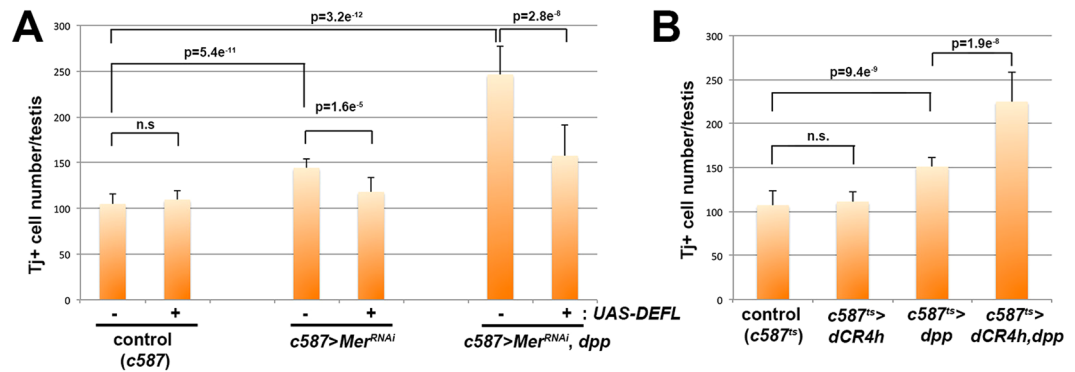 A
Tj+ cell number/testis
300
250
200
150
100
50
0
n.s
p=5.4e-11
p=3.2e-12
p=1.6e-5
p=2.8e-8
- + - + - + : UAS-DEFL
control
(c587)
c587>MerRNAi
c587>MerRNAi, dpp
B
Tj+ cell number/testis
300
250
200
150
100
50
0
n.s.
p=9.4e-9
p=1.9e-8
control
(c587ts)
c587ts>
dCR4h
c587ts>
dpp
c587ts>
dCR4h,dpp